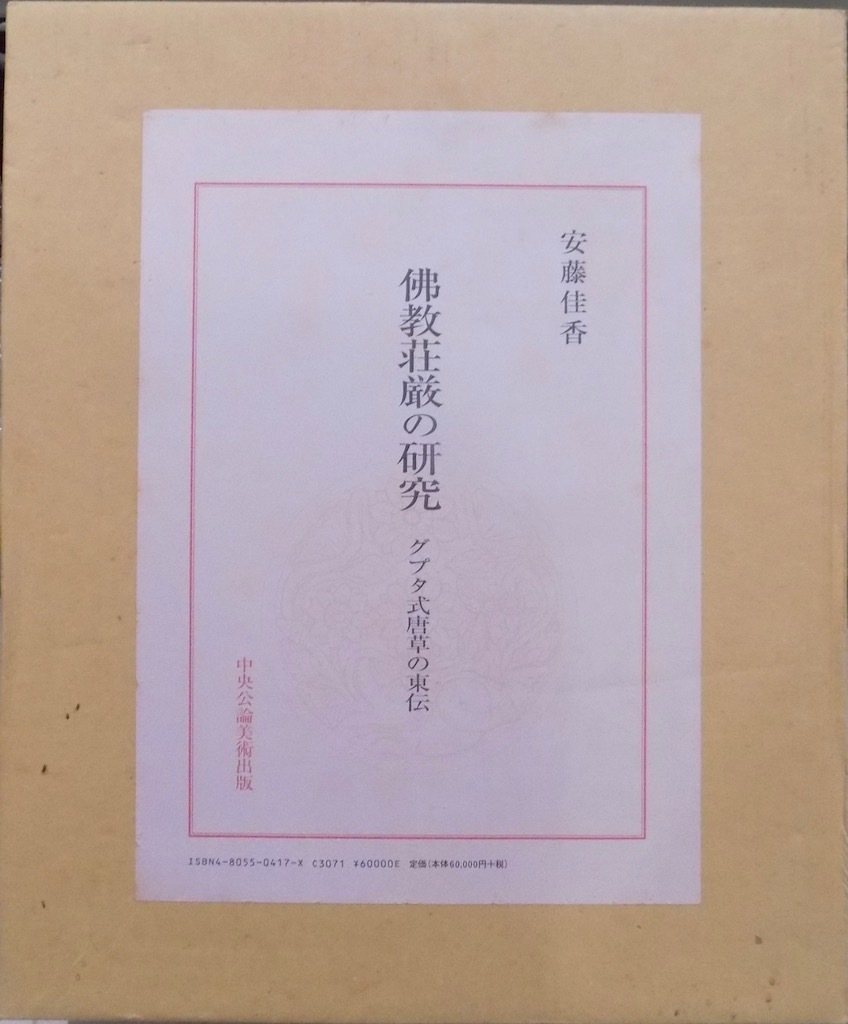 安藤佳香
佛教荘厳の研究
グプタ式唐草の東伝
中央公論美術出版
ISBN4-8055-0417-X C3071 ¥60000E 定価(本体60,000円+税)